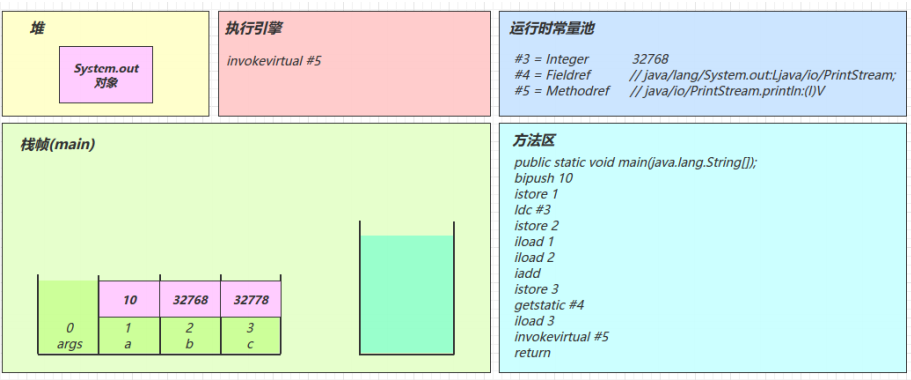 堆
System.out
对象
执行引擎
invokevirtual #5
运行时常量池
#3 = Integer 32768
#4 = Fieldref // java/lang/System.out:Ljava/io/PrintStream;
#5 = Methodref // java/io/PrintStream.println:(I)V
栈帧(main)
10 32768 32778
0 1 2 3
args a b c
方法区
public static void main(java.lang.String[]);
bipush 10
istore 1
ldc #3
istore 2
iload 1
iload 2
iadd
istore 3
getstatic #4
iload 3
invokevirtual #5
return